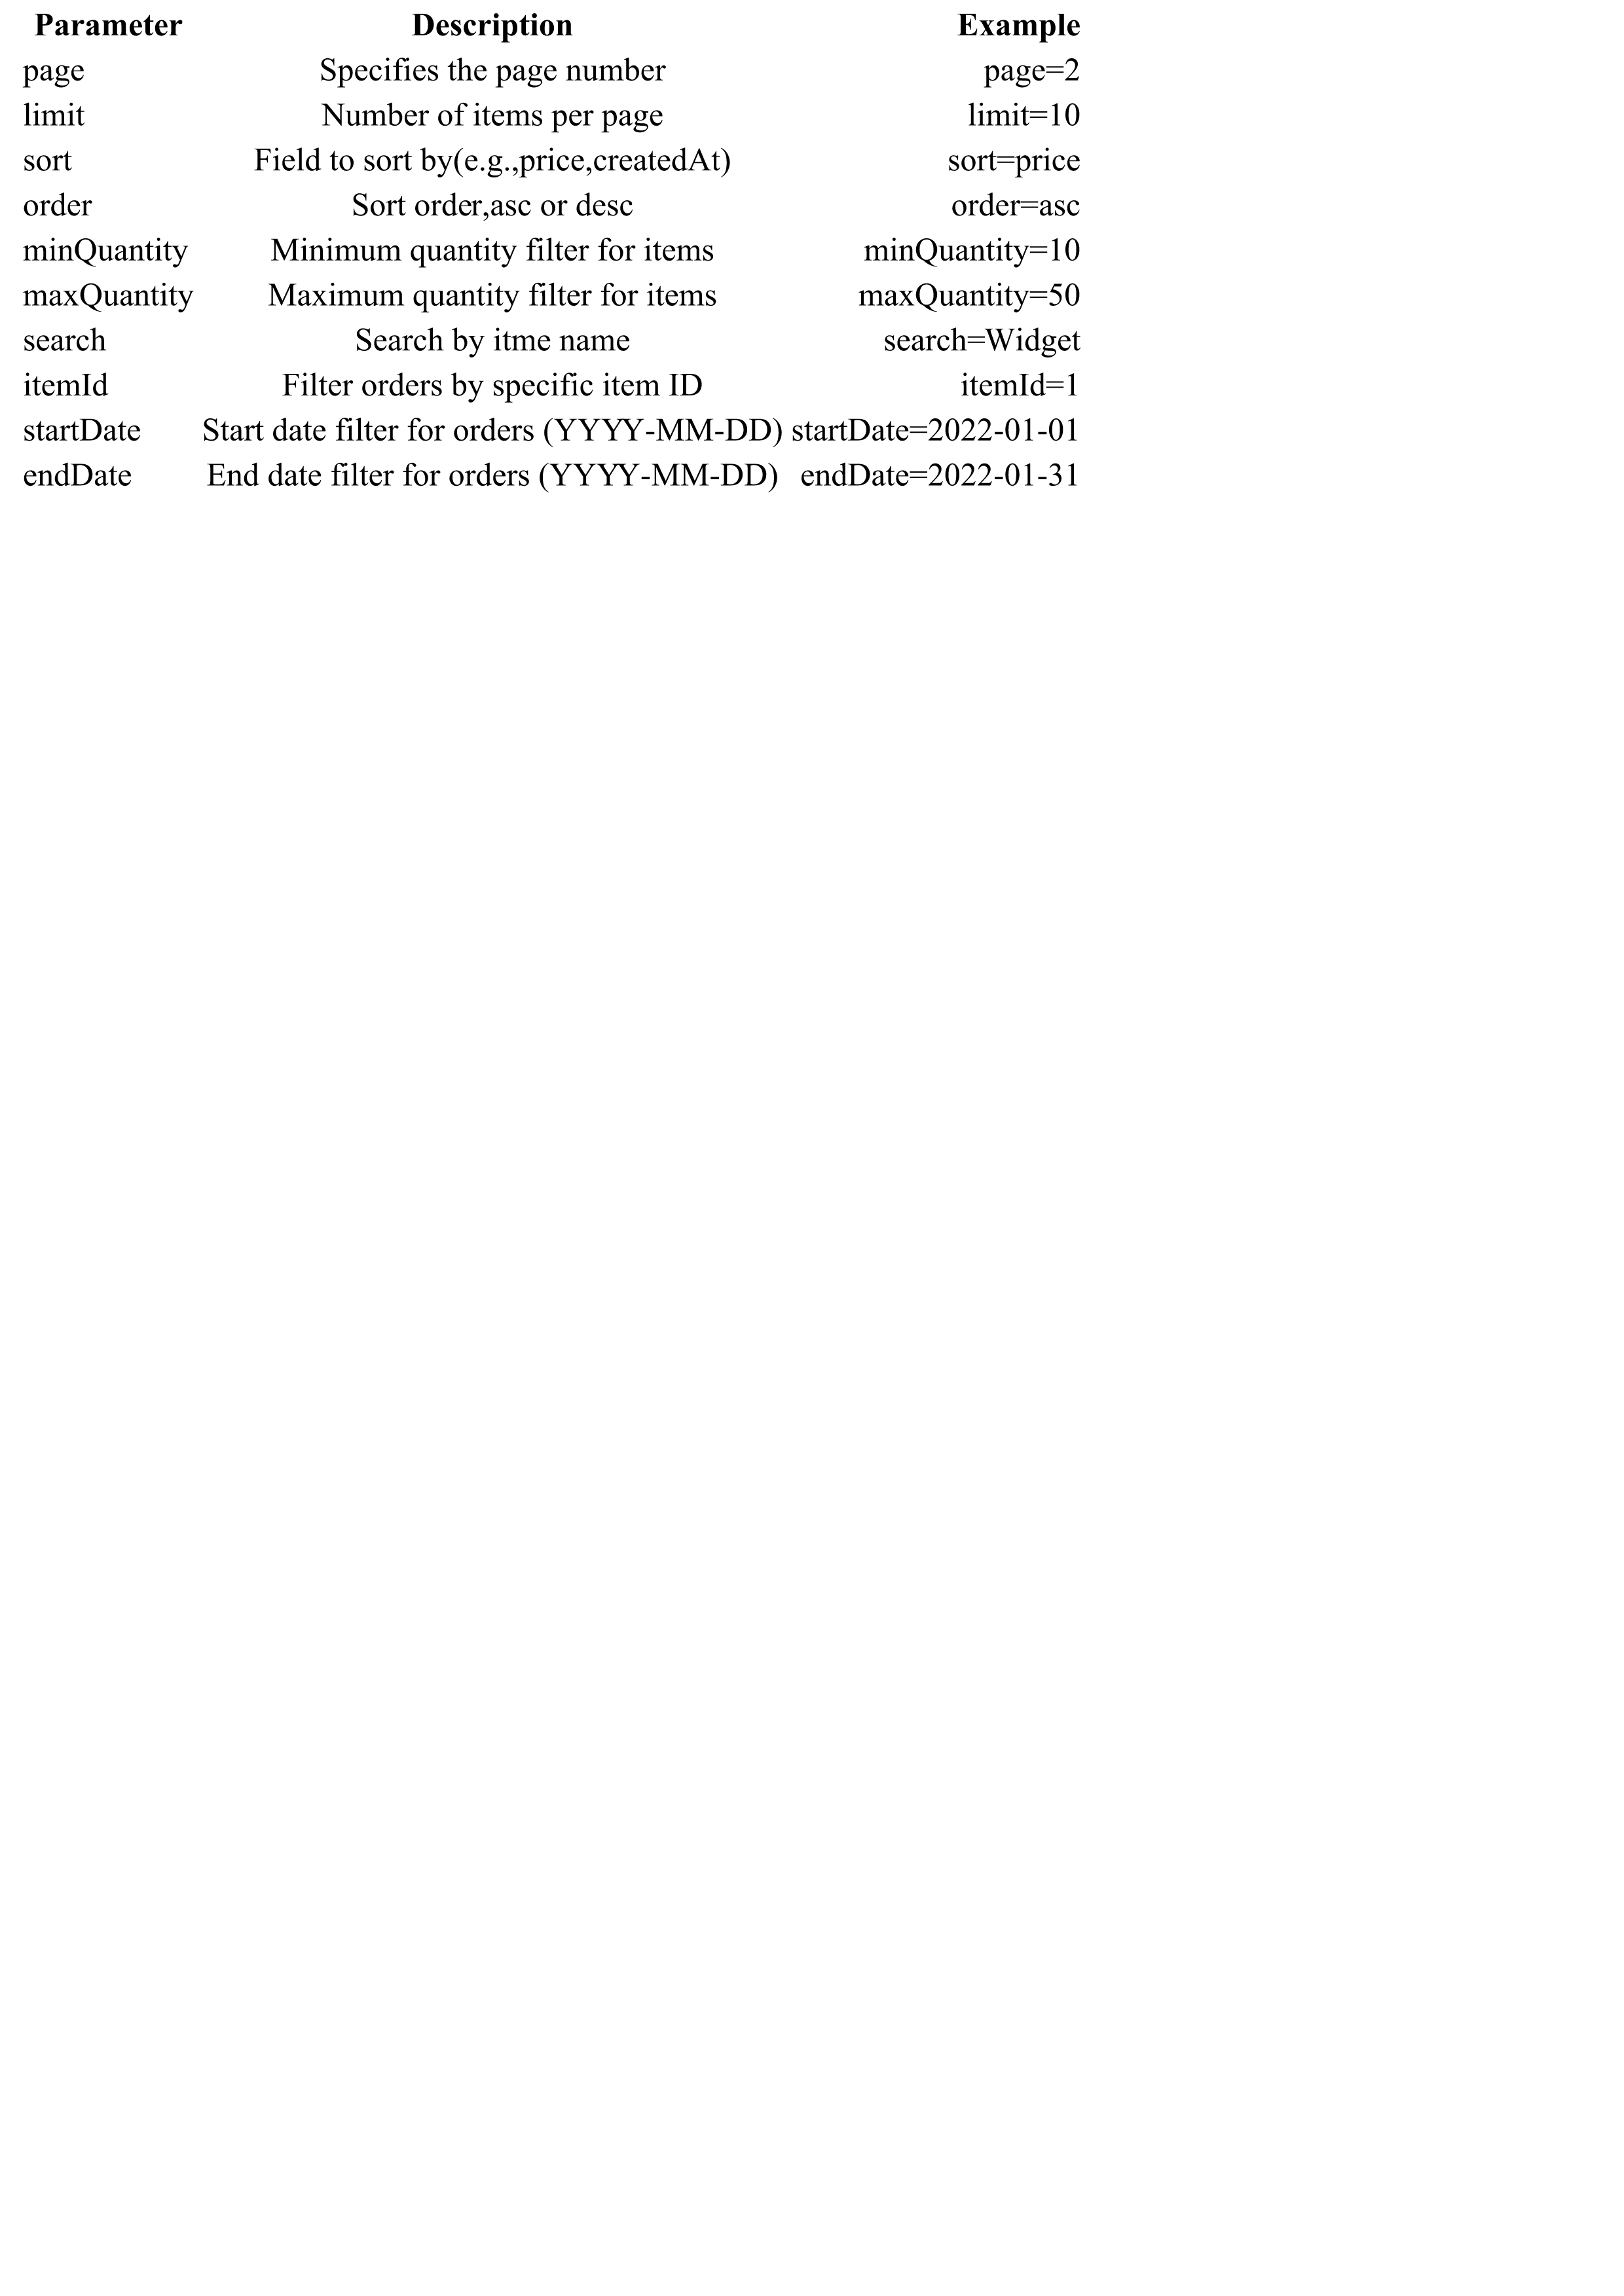 Parameter Description Example
page Specifies the page number page=2
limit Number of items per page limit=10
sort Field to sort by(e.g.,price,createdAt) sort=price
order Sort order,asc or desc order=asc
minQuantity Minimum quantity filter for items minQuantity=10
maxQuantity Maximum quantity filter for items maxQuantity=50
search Search by itme name search=Widget
itemId Filter orders by specific item ID itemId=1
startDate Start date filter for orders (YYYY-MM-DD) startDate=2022-01-01
endDate End date filter for orders (YYYY-MM-DD) endDate=2022-01-31